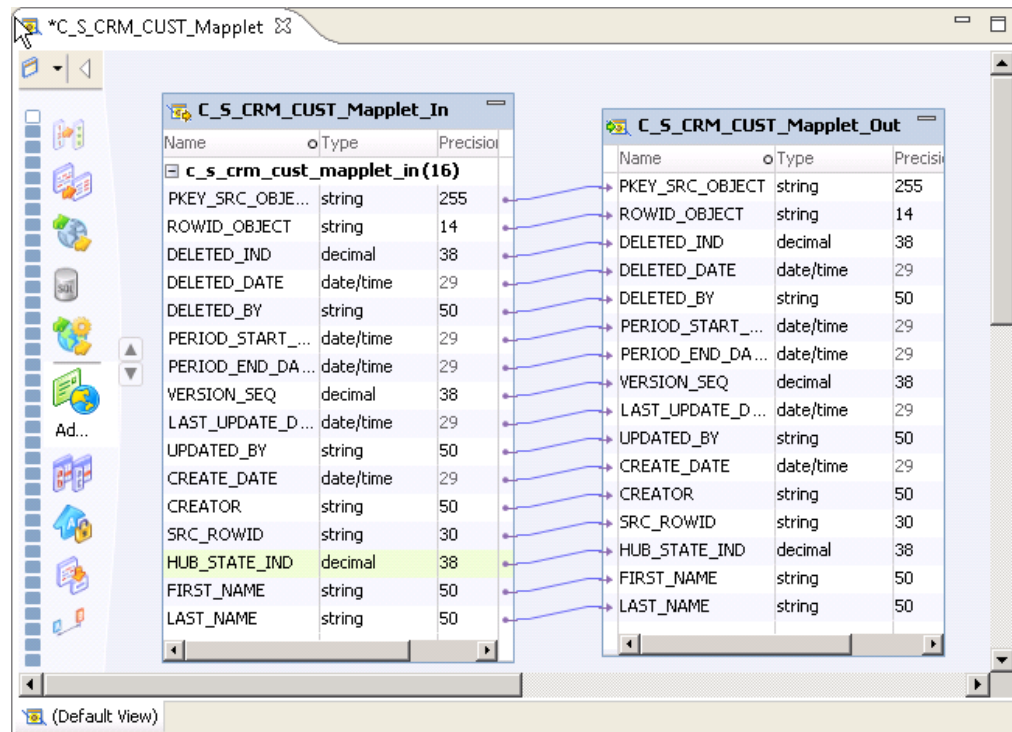 *C_S_CRM_CUST_Mapplet
C_S_CRM_CUST_Mapplet_In
Name Type Precision
c_s_crm_cust_mapplet_in (16)
PKEY_SRC_OBJE... string 255
ROWID_OBJECT string 14
DELETED_IND decimal 38
DELETED_DATE date/time 29
DELETED_BY string 50
PERIOD_START_... date/time 29
PERIOD_END_DA... date/time 29
VERSION_SEQ decimal 38
LAST_UPDATE_D... date/time 29
UPDATED_BY string 50
CREATE_DATE date/time 29
CREATOR string 50
SRC_ROWID string 30
HUB_STATE_IND decimal 38
FIRST_NAME string 50
LAST_NAME string 50
C_S_CRM_CUST_Mapplet_Out
Name Type Precisi
PKEY_SRC_OBJECT string 255
ROWID_OBJECT string 14
DELETED_IND decimal 38
DELETED_DATE date/time 29
DELETED_BY string 50
PERIOD_START_... date/time 29
PERIOD_END_DA... date/time 29
VERSION_SEQ decimal 38
LAST_UPDATE_D... date/time 29
UPDATED_BY string 50
CREATE_DATE date/time 29
CREATOR string 50
SRC_ROWID string 30
HUB_STATE_IND decimal 38
FIRST_NAME string 50
LAST_NAME string 50
SQL
Ad...
(Default View)